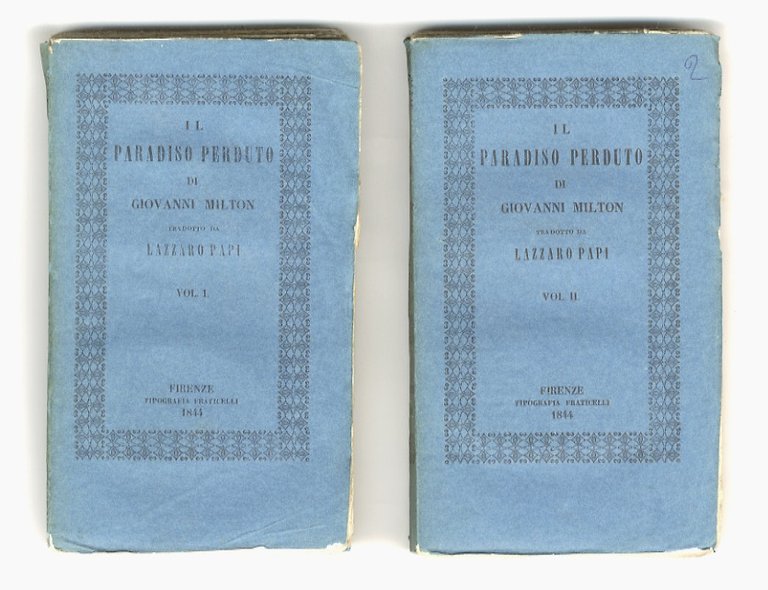 IL
PARADISO PERDUTO
DI
GIOVANNI MILTON
TRADOTTO DA
LAZZARO PAPI
VOL. I.
FIRENZE
TIPOGRAFIA FRATICELLI
1844
2
IL
PARADISO PERDUTO
DI
GIOVANNI MILTON
TRADOTTO DA
LAZZARO PAPI
VOL. II
FIRENZE
TIPOGRAFIA FRATICELLI
1844